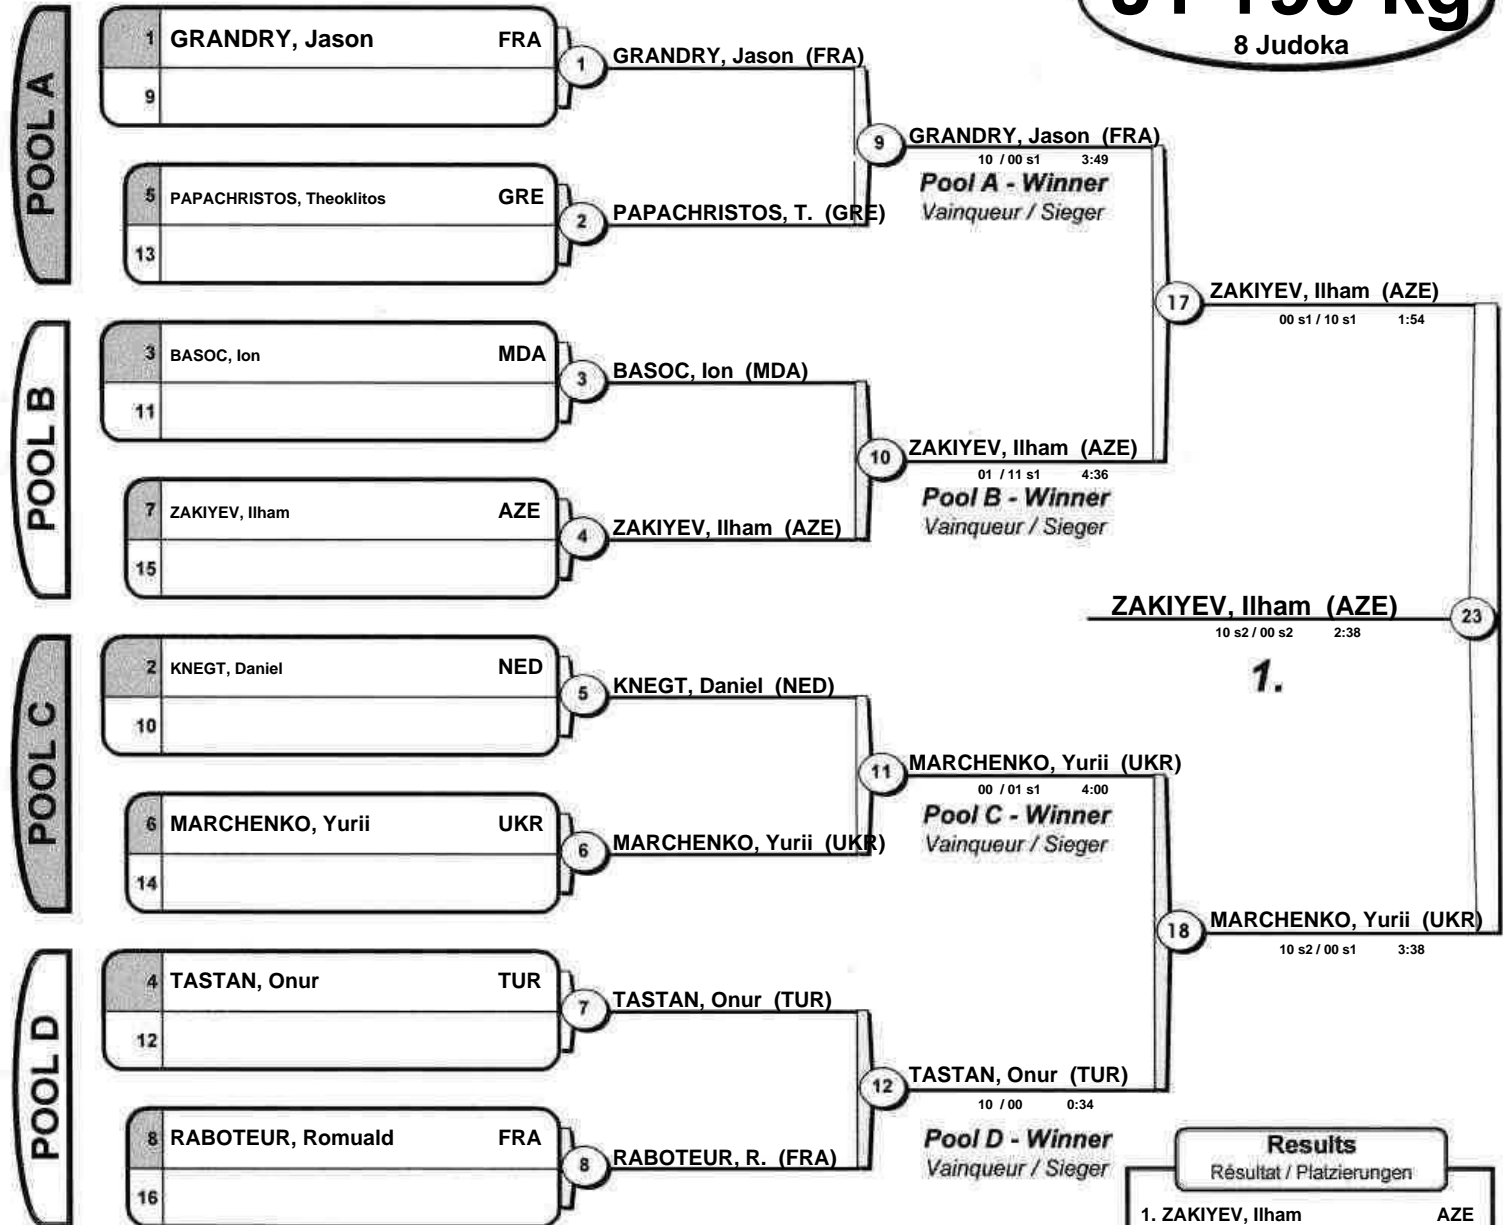 8 Judoka
POOL A
1 GRANDRY, Jason FRA
9
1
GRANDRY, Jason (FRA)
5 PAPACHRISTOS, Theoklitos GRE
13
2
PAPACHRISTOS, T. (GRE)
9
GRANDRY, Jason (FRA)
10 / 00 s1 3:49
Pool A - Winner
Vainqueur / Sieger
POOL B
3 BASOC, Ion MDA
11
3
BASOC, Ion (MDA)
7 ZAKIYEV, Ilham AZE
15
4
ZAKIYEV, Ilham (AZE)
10
ZAKIYEV, Ilham (AZE)
01 / 11 s1 4:36
Pool B - Winner
Vainqueur / Sieger
17
ZAKIYEV, Ilham (AZE)
00 s1 / 10 s1 1:54
POOL C
2 KNEGT, Daniel NED
10
5
KNEGT, Daniel (NED)
6 MARCHENKO, Yurii UKR
14
6
MARCHENKO, Yurii (UKR)
11
MARCHENKO, Yurii (UKR)
00 / 01 s1 4:00
Pool C - Winner
Vainqueur / Sieger
POOL D
4 TASTAN, Onur TUR
12
7
TASTAN, Onur (TUR)
8 RABOTEUR, Romuald FRA
16
8
RABOTEUR, R. (FRA)
12
TASTAN, Onur (TUR)
10 / 00 0:34
Pool D - Winner
Vainqueur / Sieger
18
MARCHENKO, Yurii (UKR)
10 s2 / 00 s1 3:38
ZAKIYEV, Ilham (AZE)
23
10 s2 / 00 s2 2:38
1.
Results
Résultat / Platzierungen
1. ZAKIYEV, Ilham AZE